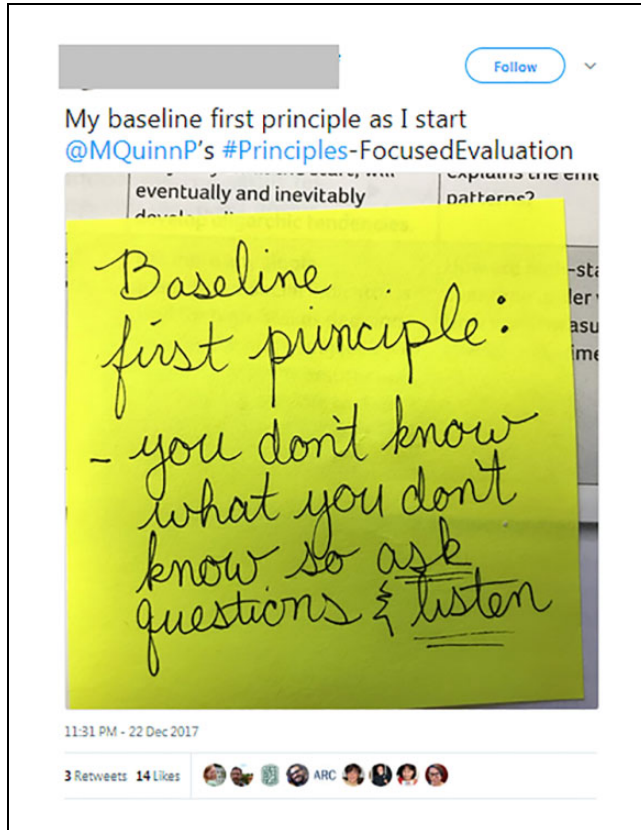 Follow
My baseline first principle as I start
@MQuinnP's #Principles-FocusedEvaluation
eventually and inevitably
patterns?
Baseline
first principle:
- you don't know
what you don't
know so ask
questions & listen
11:31 PM - 22 Dec 2017
3 Retweets 14 Likes
ARC